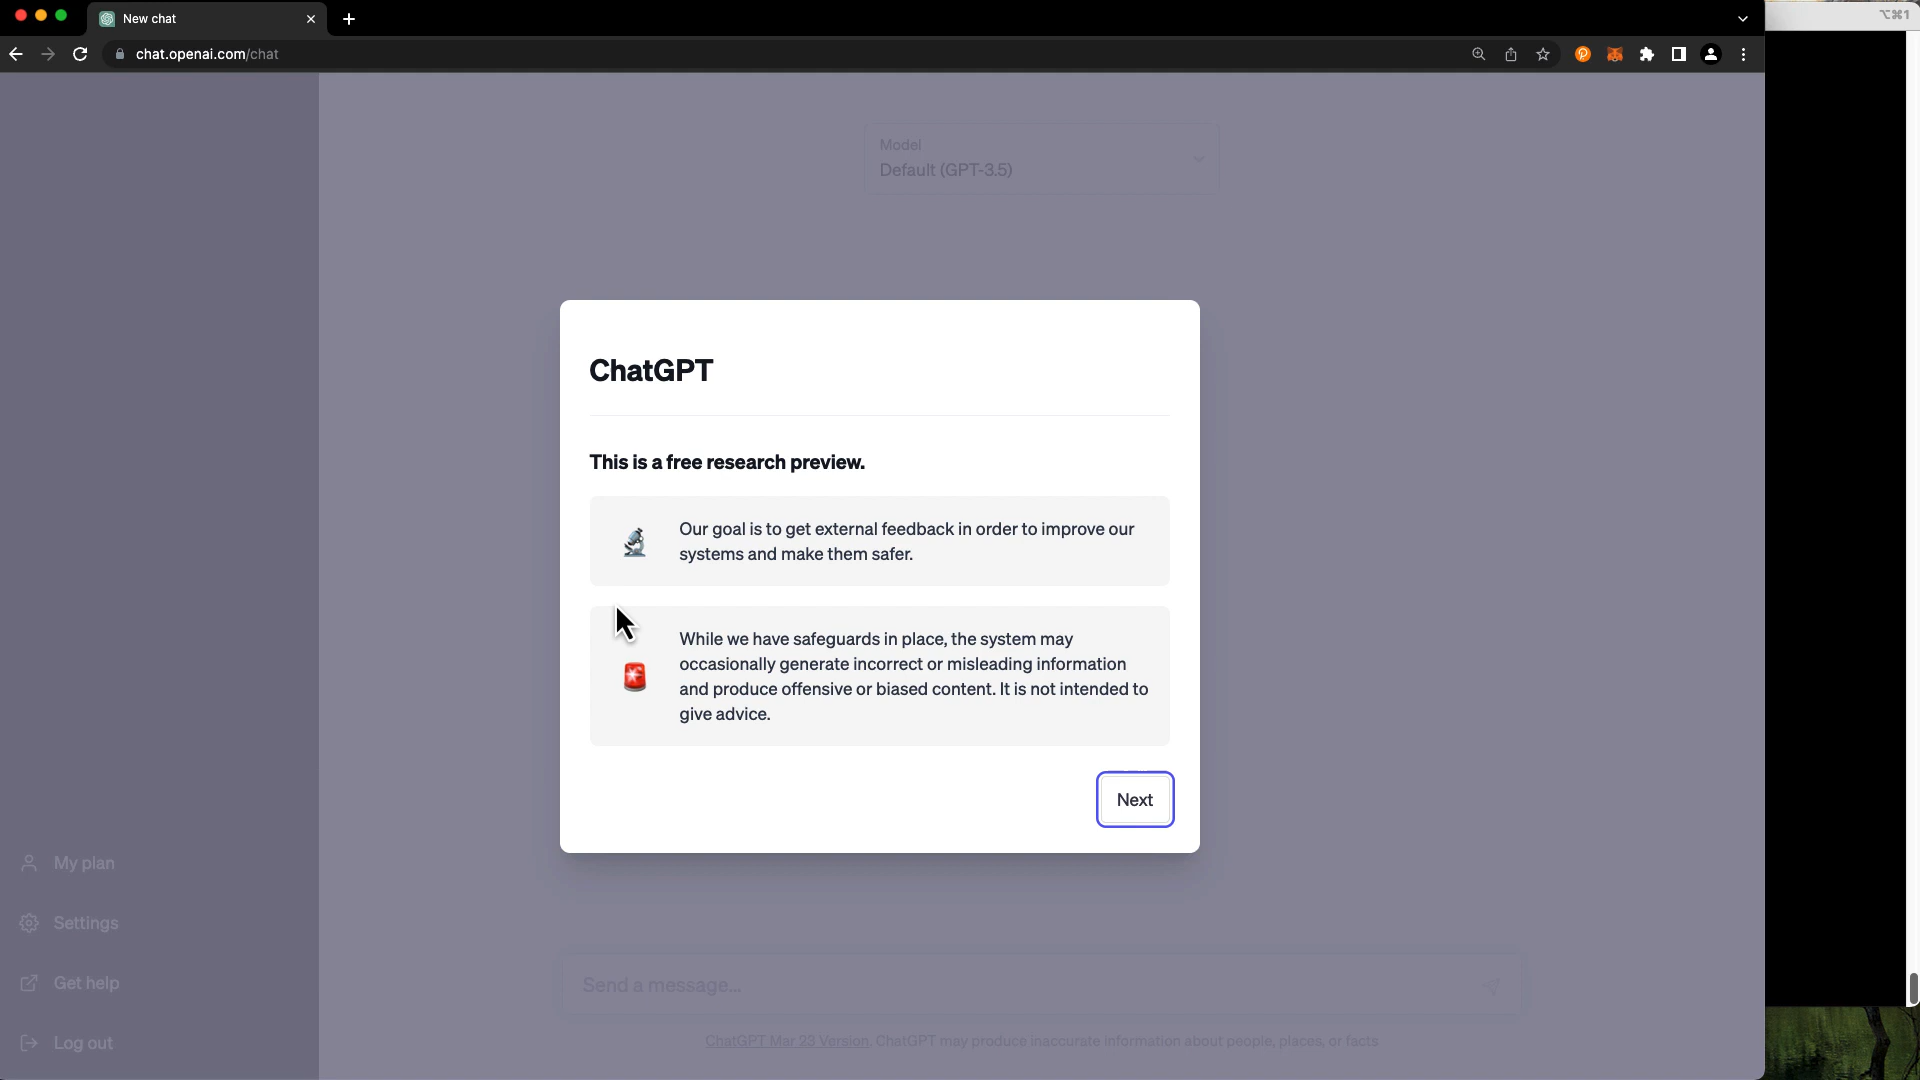 New chat
⌥⌘1
chat.openai.com/chat
Model
Default (GPT-3.5)
ChatGPT
This is a free research preview.
Our goal is to get external feedback in order to improve our
systems and make them safer.
While we have safeguards in place, the system may
occasionally generate incorrect or misleading information
and produce offensive or biased content. It is not intended to
give advice.
Next
My plan
Settings
Get help
Log out
Send a message...
ChatGPT Mar 23 Version. ChatGPT may produce inaccurate information about people, places, or facts